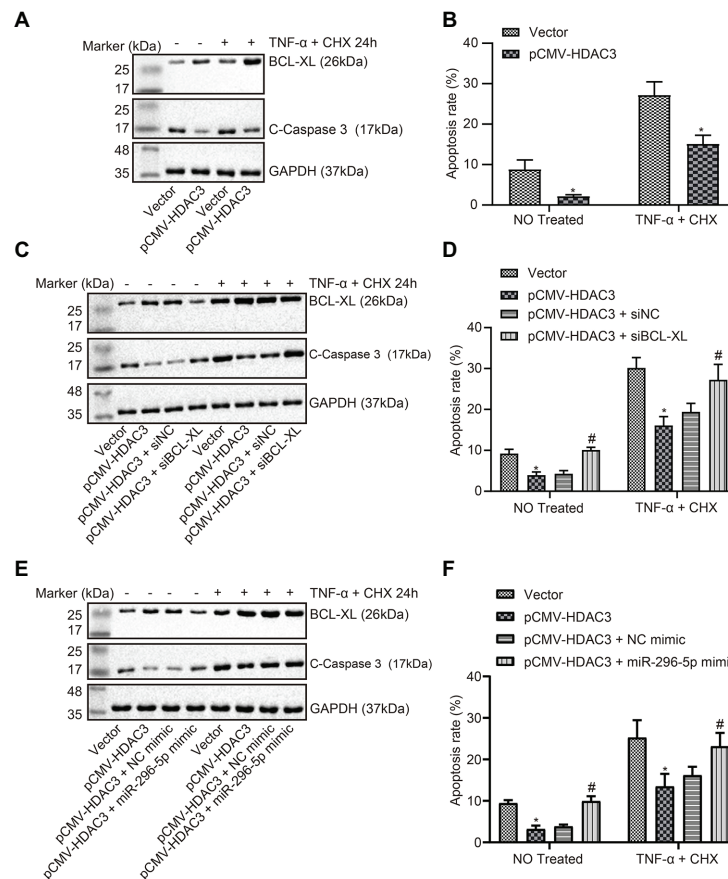 A
Marker (kDa) - - + + TNF-α + CHX 24h
BCL-XL (26kDa)
25
17
25
17
C-Caspase 3 (17kDa)
48
35
GAPDH (37kDa)
Vector
pCMV-HDAC3
Vector
pCMV-HDAC3
B
Vector
pCMV-HDAC3
Apoptosis rate (%)
40
30
20
10
0
*
*
NO Treated
TNF-α + CHX
C
Marker (kDa) - - - - + + + + TNF-α + CHX 24h
BCL-XL (26kDa)
25
17
25
17
C-Caspase 3 (17kDa)
48
35
GAPDH (37kDa)
Vector
pCMV-HDAC3
pCMV-HDAC3 + siNC
pCMV-HDAC3 + siBCL-XL
Vector
pCMV-HDAC3
pCMV-HDAC3 + siNC
pCMV-HDAC3 + siBCL-XL
D
Vector
pCMV-HDAC3
pCMV-HDAC3 + siNC
pCMV-HDAC3 + siBCL-XL
Apoptosis rate (%)
40
30
20
10
0
*
#
*
#
NO Treated
TNF-α + CHX
E
Marker (kDa) - - - - + + + + TNF-α + CHX 24h
BCL-XL (26kDa)
25
17
25
17
C-Caspase 3 (17kDa)
48
35
GAPDH (37kDa)
Vector
pCMV-HDAC3
pCMV-HDAC3 + NC mimic
pCMV-HDAC3 + miR-296-5p mimic
Vector
pCMV-HDAC3
pCMV-HDAC3 + NC mimic
pCMV-HDAC3 + miR-296-5p mimic
F
Vector
pCMV-HDAC3
pCMV-HDAC3 + NC mimic
pCMV-HDAC3 + miR-296-5p mimi
Apoptosis rate (%)
40
30
20
10
0
*
#
*
#
NO Treated
TNF-α + CHX